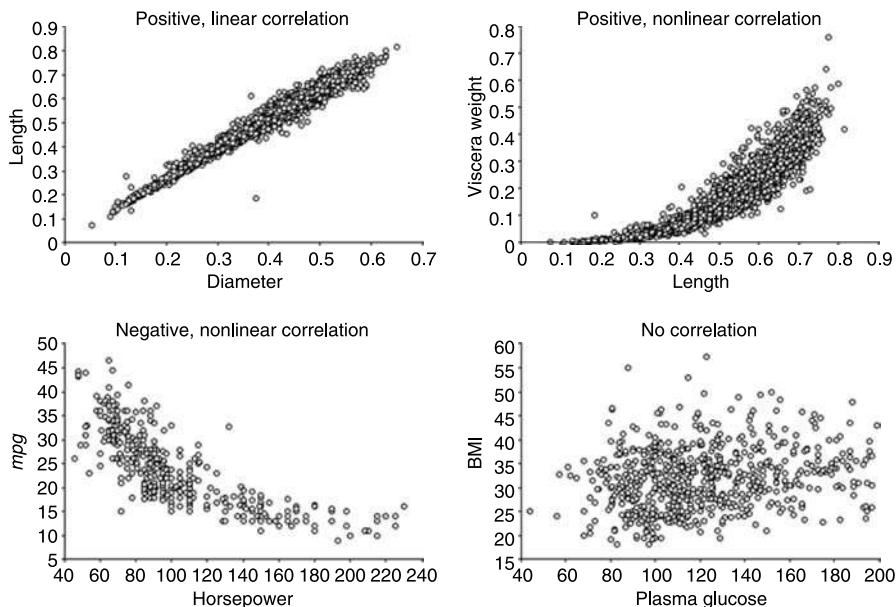 Positive, linear correlation
0.9
0.8
0.7
0.6
0.5
0.4
0.3
0.2
0.1
0
Length
0 0.1 0.2 0.3 0.4 0.5 0.6 0.7
Diameter
Positive, nonlinear correlation
0.8
0.7
0.6
0.5
0.4
0.3
0.2
0.1
0
Viscera weight
0 0.1 0.2 0.3 0.4 0.5 0.6 0.7 0.8 0.9
Length
Negative, nonlinear correlation
50
45
40
35
30
25
20
15
10
5
mpg
40 60 80 100 120 140 160 180 200 220 240
Horsepower
No correlation
60
55
50
45
40
35
30
25
20
15
BMI
40 60 80 100 120 140 160 180 200
Plasma glucose